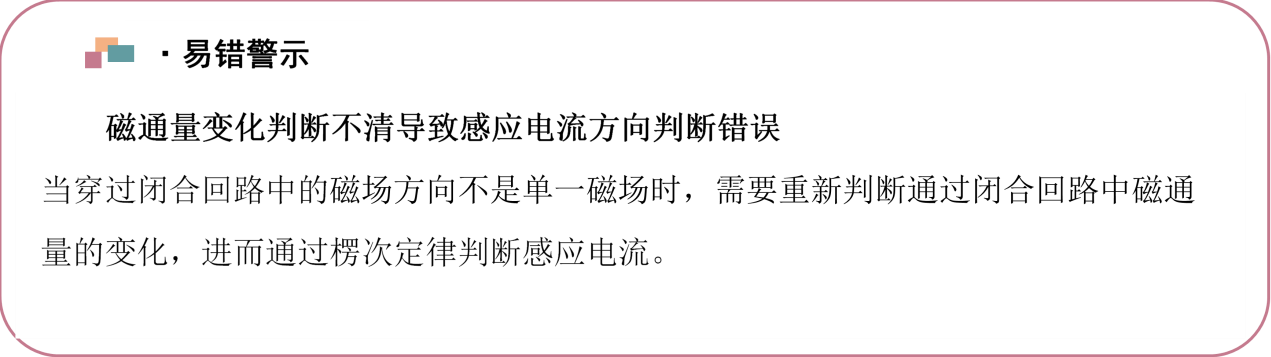 ·易错警示
磁通量变化判断不清导致感应电流方向判断错误
当穿过闭合回路中的磁场方向不是单一磁场时，需要重新判断通过闭合回路中磁通
量的变化，进而通过楞次定律判断感应电流。